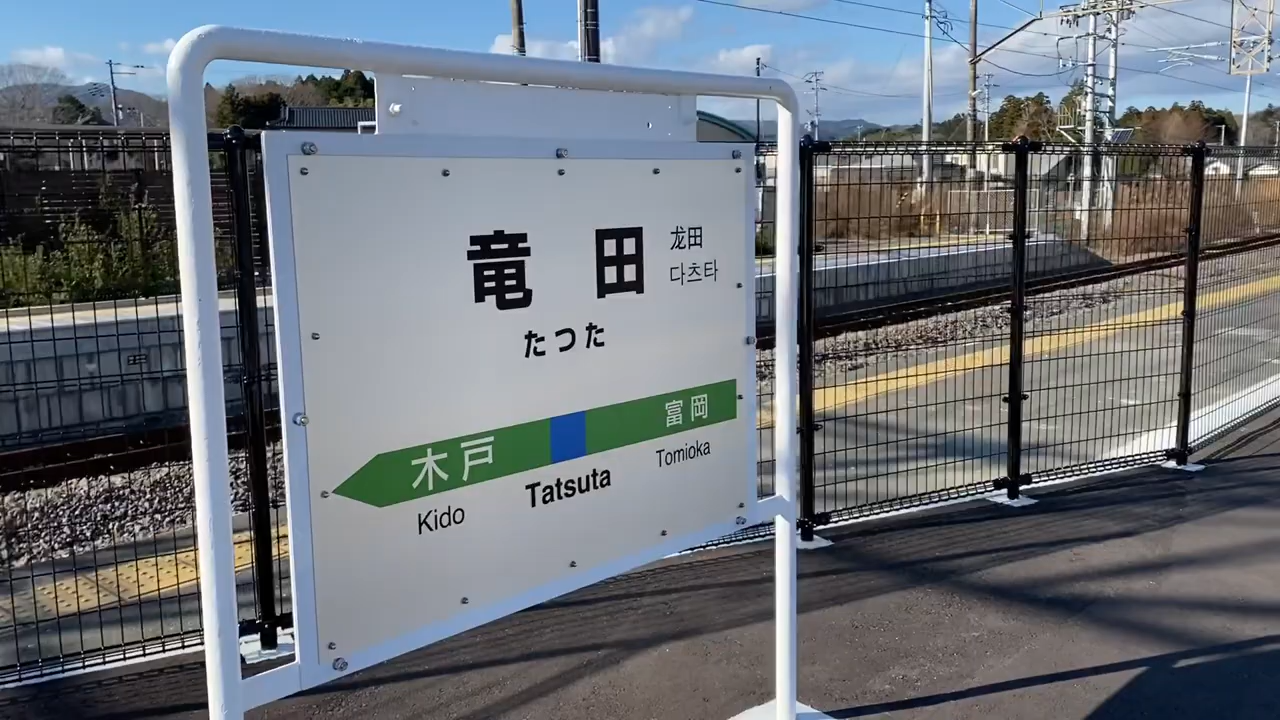 竜田
龙田
다츠타
たつた
木戸 富岡
Kido Tatsuta Tomioka